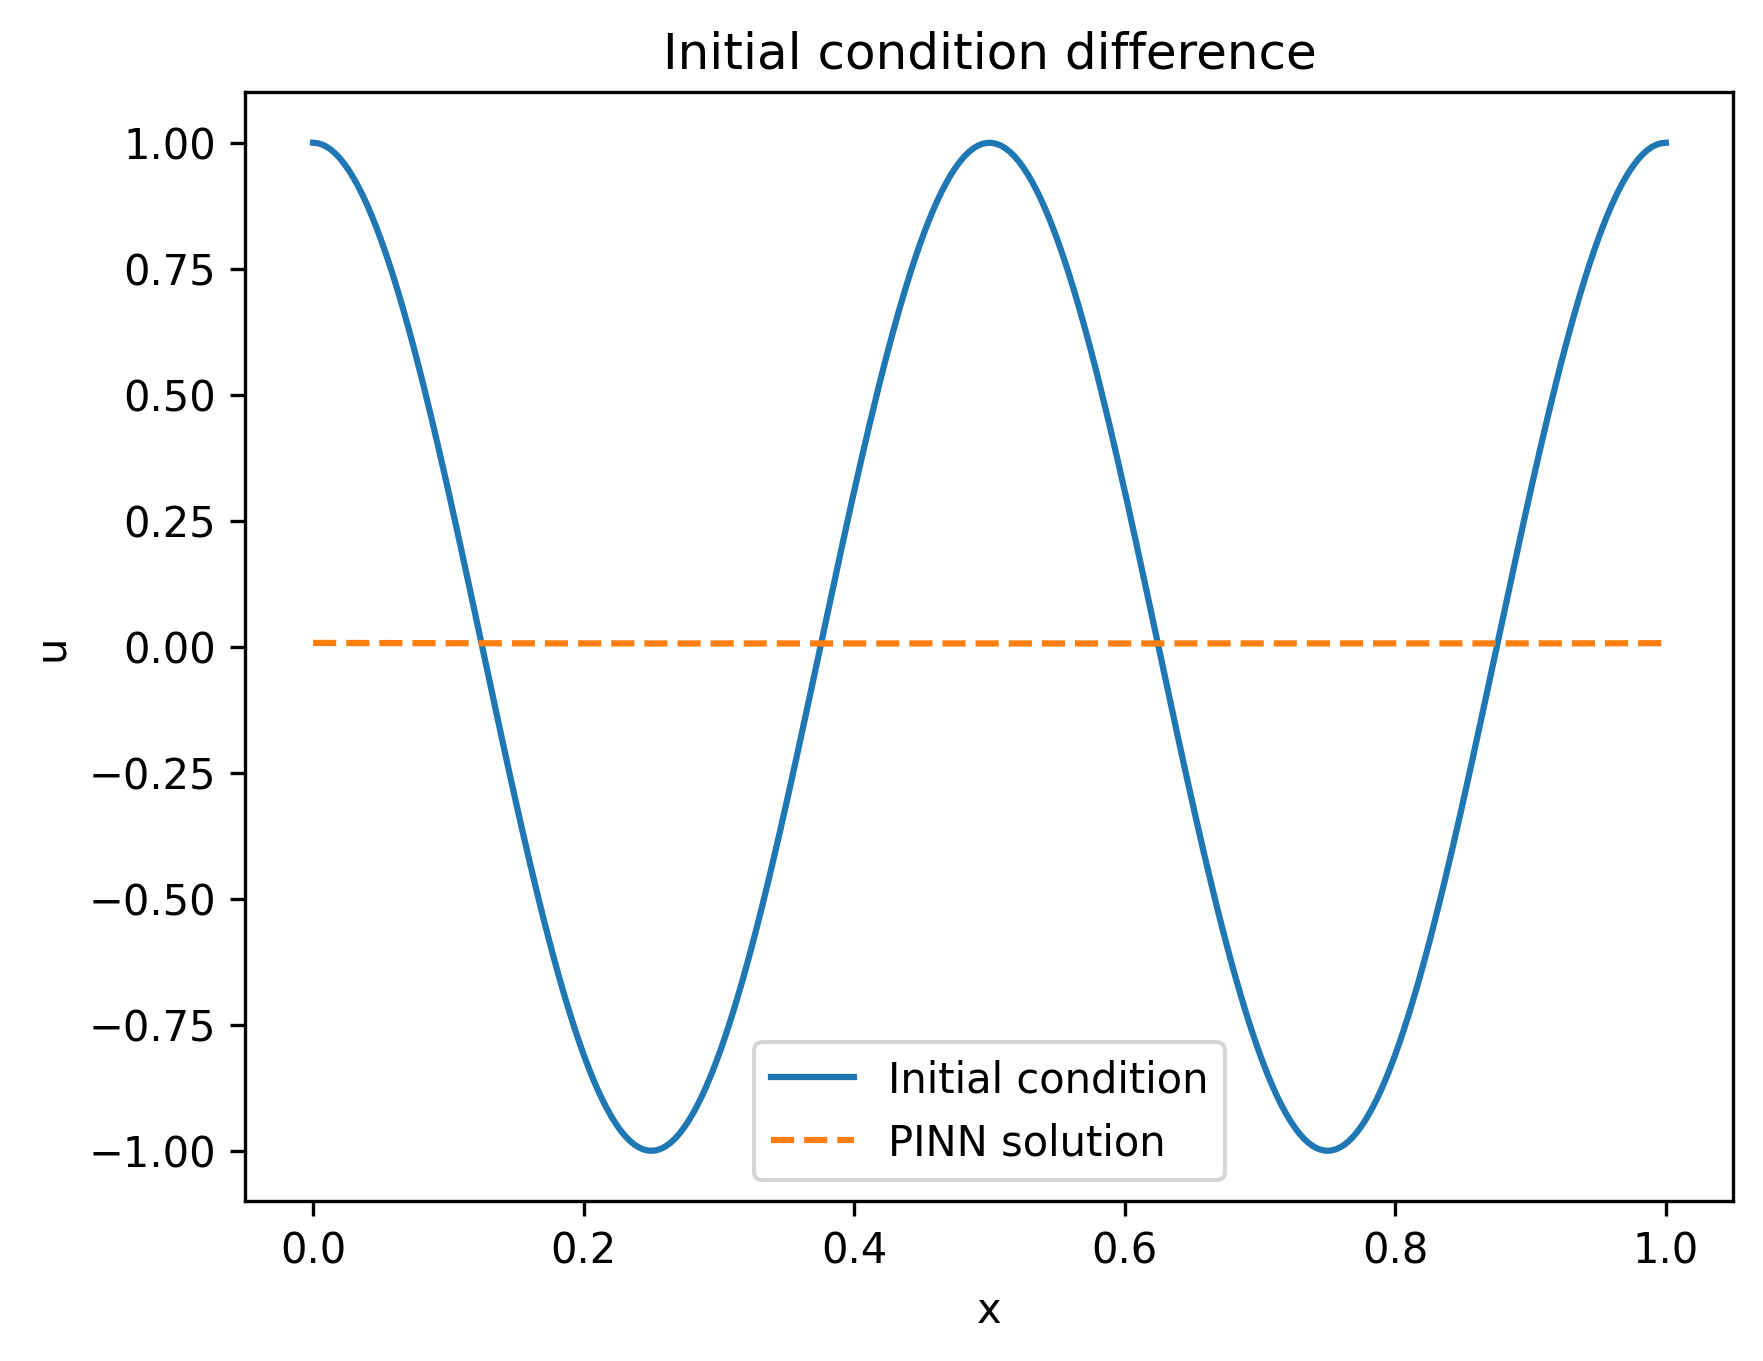 Initial condition difference
1.00
0.75
0.50
0.25
0.00
−0.25
−0.50
−0.75
−1.00
u
Initial condition
PINN solution
0.0 0.2 0.4 0.6 0.8 1.0
x